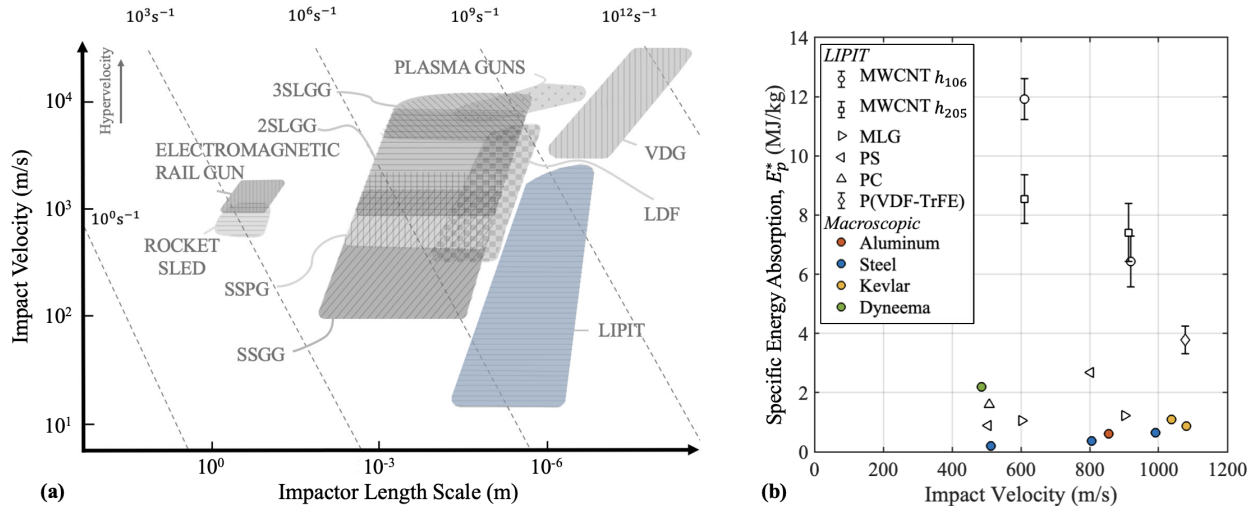 10³s⁻¹
10⁶s⁻¹
10⁹s⁻¹
10¹²s⁻¹
Hypervelocity
PLASMA GUNS
3SLGG
10⁴
2SLGG
ELECTROMAGNETIC
RAIL GUN
VDG
10³
10⁰s⁻¹
LDF
ROCKET
SLED
SSPG
10²
LIPIT
SSGG
10¹
Impact Velocity (m/s)
10⁰
10⁻³
10⁻⁶
(a)
Impactor Length Scale (m)
14
12
10
8
6
4
2
0
Specific Energy Absorption, E*ₚ (MJ/kg)
LIPIT
MWCNT h₁₀₆
MWCNT h₂₀₅
MLG
PS
PC
P(VDF-TrFE)
Macroscopic
Aluminum
Steel
Kevlar
Dyneema
0
200
400
600
800
1000
1200
(b)
Impact Velocity (m/s)